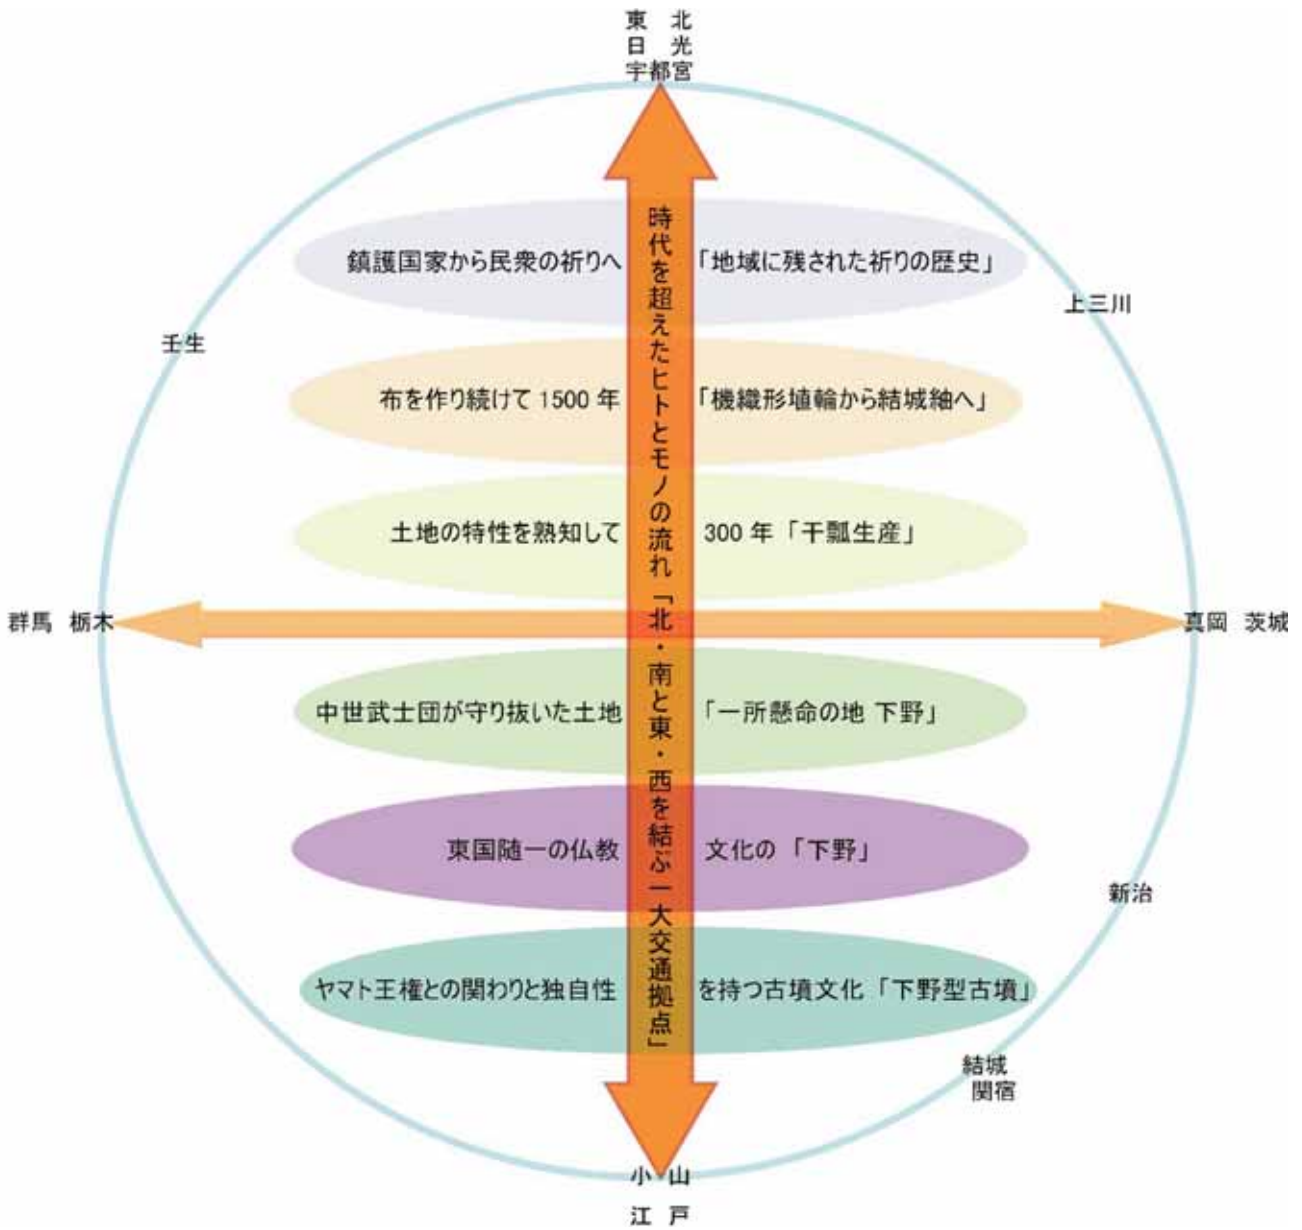 東　北
日　光
宇都宮
時代を超えたヒトとモノの流れ「北・南と東・西を結ぶ一大交通拠点」
鎮護国家から民衆の祈りへ　「地域に残された祈りの歴史」
上三川
壬生
布を作り続けて 1500 年　「機織形埴輪から結城紬へ」
土地の特性を熟知して　300 年「干瓢生産」
群馬　栃木
真岡　茨城
中世武士団が守り抜いた土地　「一所懸命の地 下野」
東国随一の仏教　文化の「下野」
新治
ヤマト王権との関わりと独自性　を持つ古墳文化「下野型古墳」
結城
関宿
小　山
江　戸